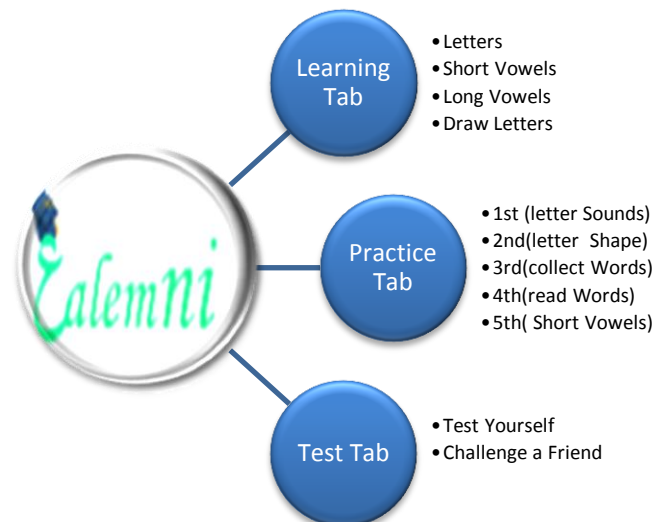 Learning
Tab
•Letters
•Short Vowels
•Long Vowels
•Draw Letters
Ealemni
Practice
Tab
•1st (letter Sounds)
•2nd(letter Shape)
•3rd(collect Words)
•4th(read Words)
•5th( Short Vowels)
Test Tab
•Test Yourself
•Challenge a Friend